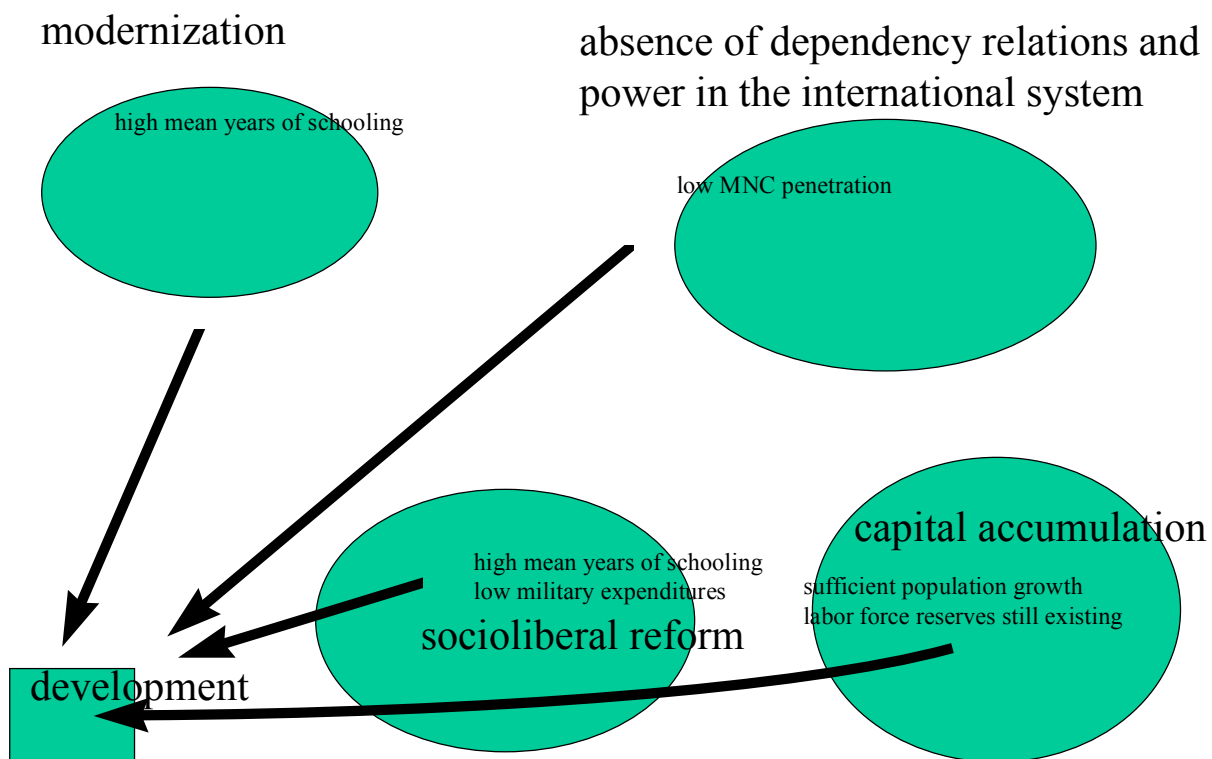 modernization
high mean years of schooling
absence of dependency relations and
power in the international system
low MNC penetration
high mean years of schooling
low military expenditures
socioliberal reform
capital accumulation
sufficient population growth
labor force reserves still existing
development